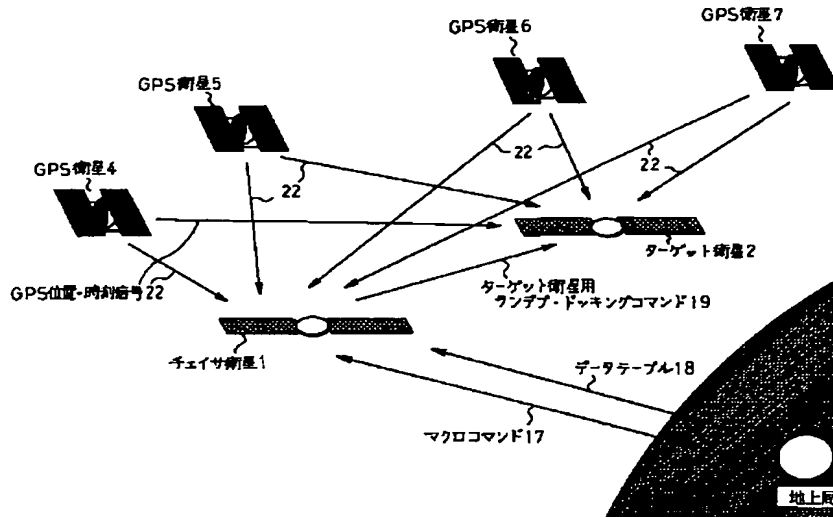 GPS衛星6
GPS衛星7
GPS衛星5
22
22
22
GPS衛星4
22
ターゲット衛星2
GPS位置・時刻信号22
ターゲット衛星用
ランデブ・ドッキングコマンド19
チェイサ衛星1
データテーブル18
マクロコマンド17
地上局